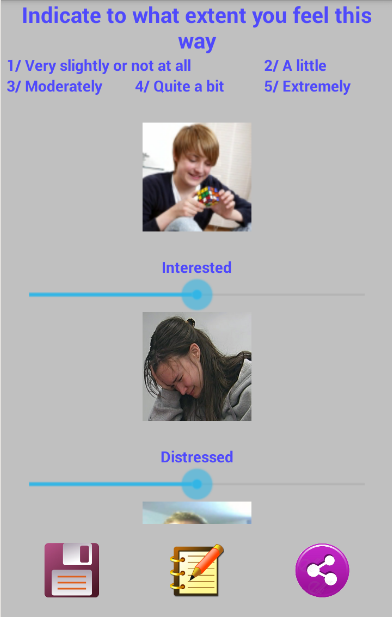 Indicate to what extent you feel this
way
1/ Very slightly or not at all 2/ A little
3/ Moderately 4/ Quite a bit 5/ Extremely
Interested
Distressed